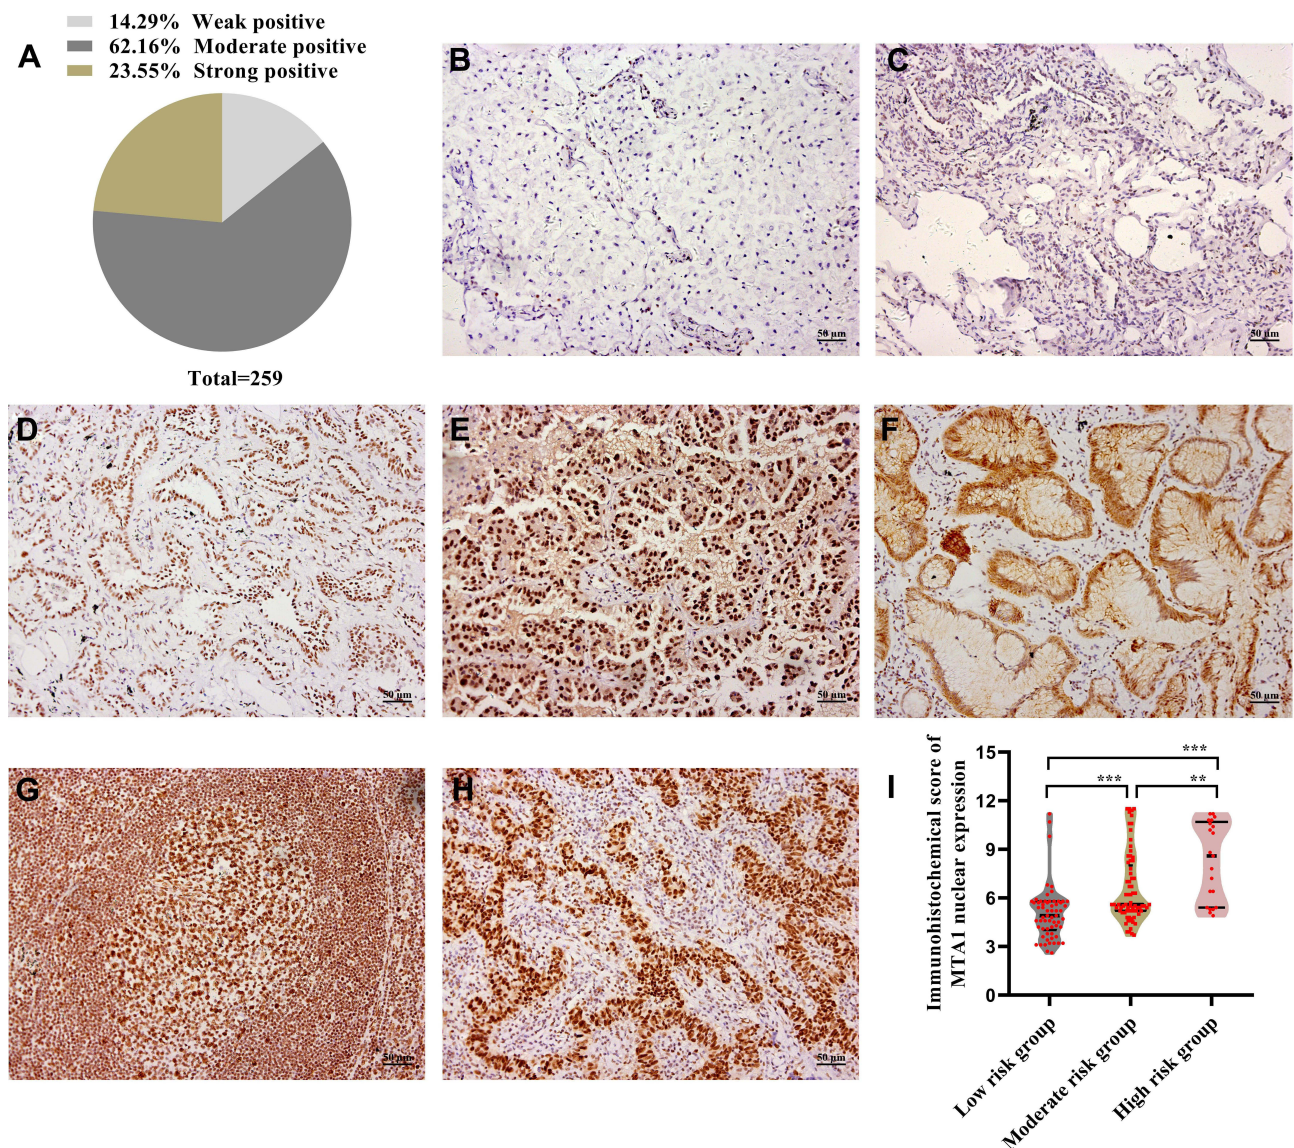 14.29% Weak positive
62.16% Moderate positive
23.55% Strong positive
A
Total=259
B
50 μm
C
50 μm
D
50 μm
E
50 μm
F
50 μm
G
50 μm
H
50 μm
I
Immunohistochemical score of
MTA1 nuclear expression
15
12
9
6
3
0
***
***
**
Low risk group
Moderate risk group
High risk group